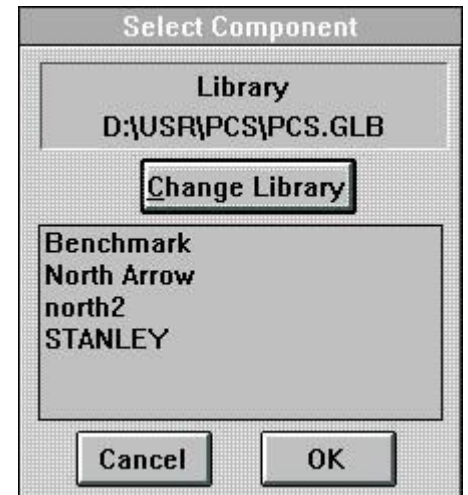 Select Component
Library
D:\USR\PCS\PCS.GLB
Change Library
Benchmark
North Arrow
north2
STANLEY
Cancel OK